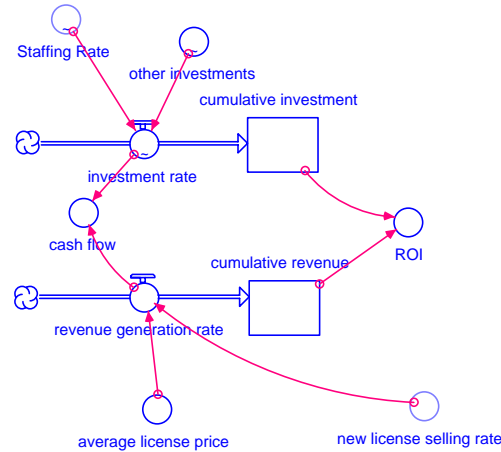 Staffing Rate
other investments
cumulative investment
investment rate
cash flow
ROI
cumulative revenue
revenue generation rate
average license price
new license selling rate